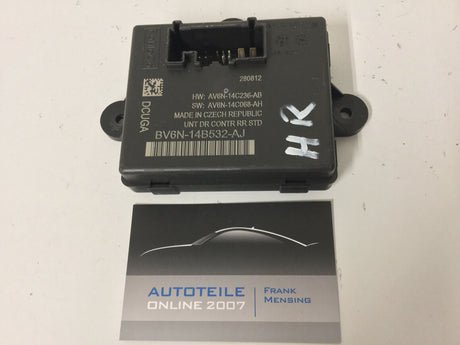 280812
HW: AV6N-14C236-AB
SW: AV6N-14C068-AH
MADE IN CZECH REPUBLIC
UNT DR CONTR RR STD
BV6N-14B532-AJ
DCUGA
HR
AUTOTEILE
ONLINE 2007
FRANK
MENSING